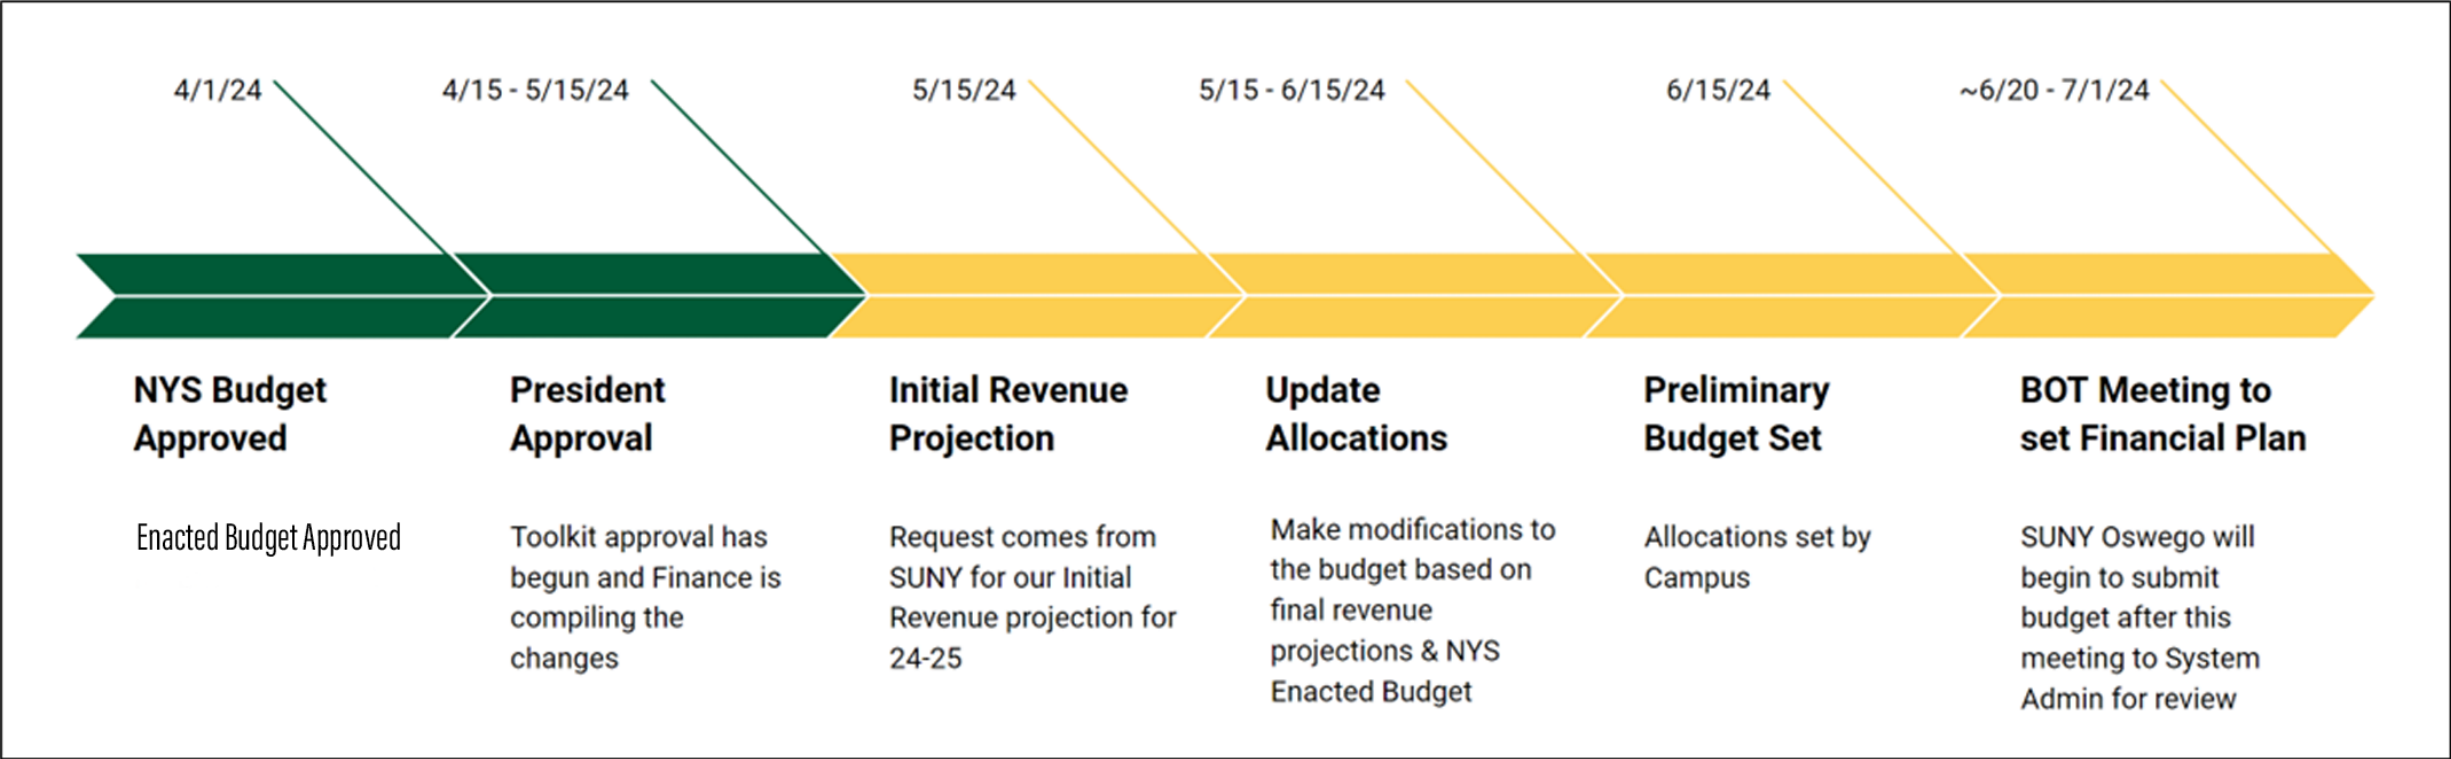 4/1/24
4/15 - 5/15/24
5/15/24
5/15 - 6/15/24
6/15/24
~6/20 - 7/1/24
NYS Budget
Approved
President
Approval
Initial Revenue
Projection
Update
Allocations
Preliminary
Budget Set
BOT Meeting to
set Financial Plan
Enacted Budget Approved
Toolkit approval has
begun and Finance is
compiling the
changes
Request comes from
SUNY for our Initial
Revenue projection for
24-25
Make modifications to
the budget based on
final revenue
projections & NYS
Enacted Budget
Allocations set by
Campus
SUNY Oswego will
begin to submit
budget after this
meeting to System
Admin for review